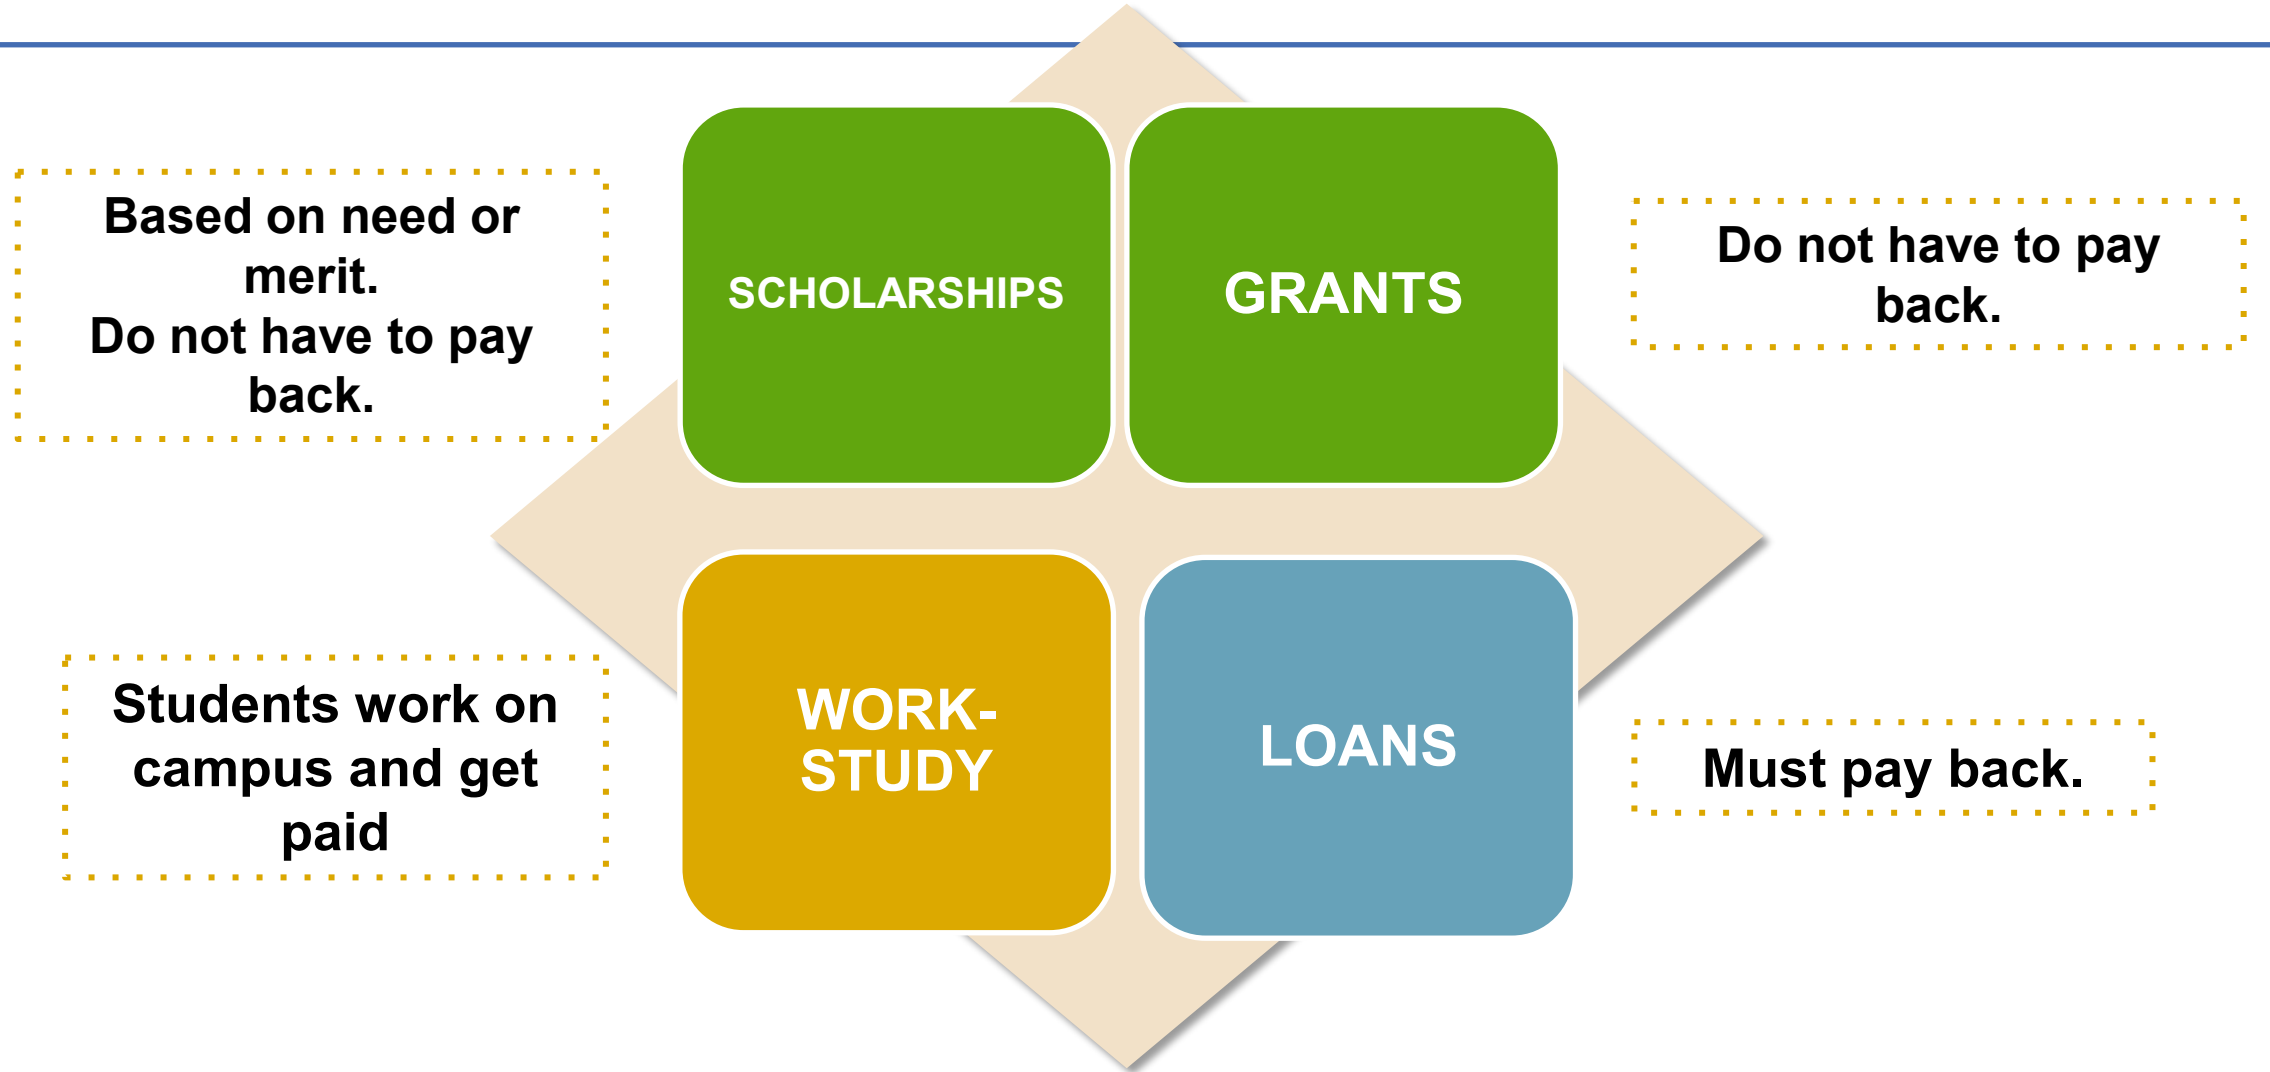 Based on need or
merit.
Do not have to pay
back.
SCHOLARSHIPS
GRANTS
Do not have to pay
back.
Students work on
campus and get
paid
WORK-
STUDY
LOANS
Must pay back.